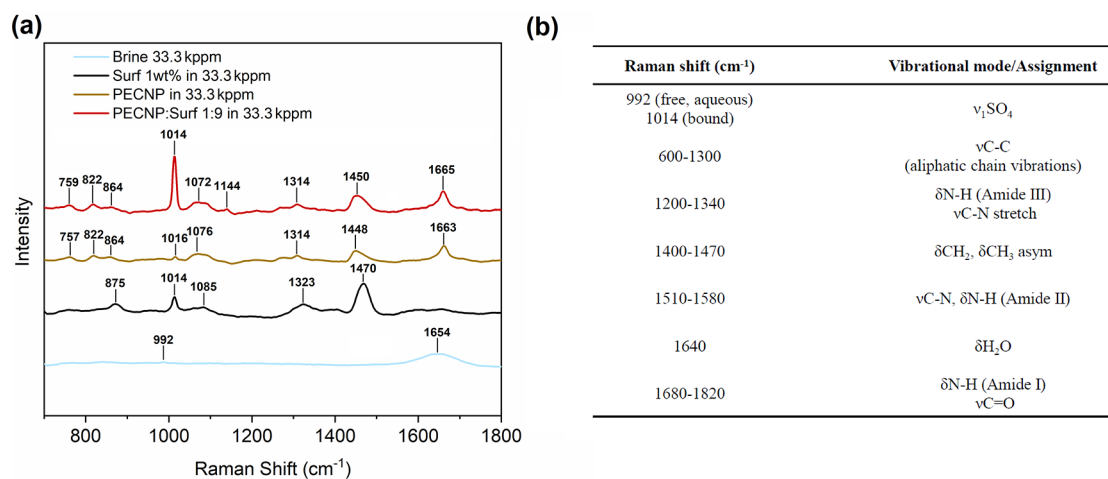 (a)
Brine 33.3 kppm
Surf 1wt% in 33.3 kppm
PECNP in 33.3 kppm
PECNP:Surf 1:9 in 33.3 kppm
1014
759 822 864 1072 1144 1314 1450 1665
757 822 864 1016 1076 1314 1448 1663
875 1014 1085 1323 1470
992 1654
Intensity
800 1000 1200 1400 1600 1800
Raman Shift (cm⁻¹)
(b)
Raman shift (cm⁻¹) Vibrational mode/Assignment
992 (free, aqueous)
1014 (bound)
ν₁SO₄
600-1300
νC-C
(aliphatic chain vibrations)
1200-1340
δN-H (Amide III)
νC-N stretch
1400-1470 δCH₂, δCH₃ asym
1510-1580 νC-N, δN-H (Amide II)
1640 δH₂O
1680-1820
δN-H (Amide I)
νC=O